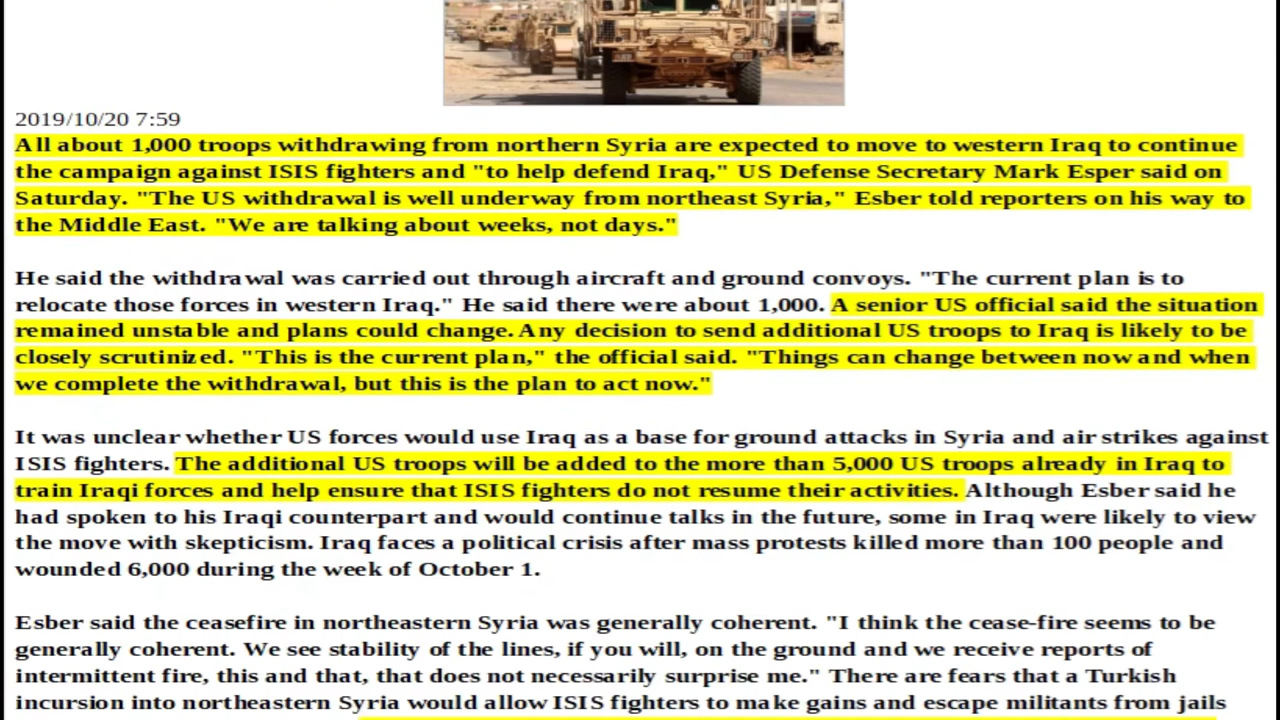 2019/10/20 7:59
All about 1,000 troops withdrawing from northern Syria are expected to move to western Iraq to continue
the campaign against ISIS fighters and "to help defend Iraq," US Defense Secretary Mark Esper said on
Saturday. "The US withdrawal is well underway from northeast Syria," Esber told reporters on his way to
the Middle East. "We are talking about weeks, not days."
He said the withdrawal was carried out through aircraft and ground convoys. "The current plan is to
relocate those forces in western Iraq." He said there were about 1,000. A senior US official said the situation
remained unstable and plans could change. Any decision to send additional US troops to Iraq is likely to be
closely scrutinized. "This is the current plan," the official said. "Things can change between now and when
we complete the withdrawal, but this is the plan to act now."
It was unclear whether US forces would use Iraq as a base for ground attacks in Syria and air strikes against
ISIS fighters. The additional US troops will be added to the more than 5,000 US troops already in Iraq to
train Iraqi forces and help ensure that ISIS fighters do not resume their activities. Although Esber said he
had spoken to his Iraqi counterpart and would continue talks in the future, some in Iraq were likely to view
the move with skepticism. Iraq faces a political crisis after mass protests killed more than 100 people and
wounded 6,000 during the week of October 1.
Esber said the ceasefire in northeastern Syria was generally coherent. "I think the cease-fire seems to be
generally coherent. We see stability of the lines, if you will, on the ground and we receive reports of
intermittent fire, this and that, that does not necessarily surprise me." There are fears that a Turkish
incursion into northeastern Syria would allow ISIS fighters to make gains and escape militants from jails